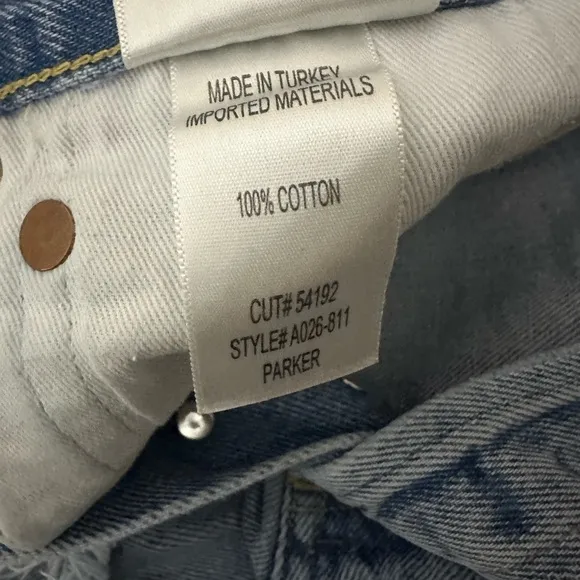 MADE IN TURKEY
IMPORTED MATERIALS
100% COTTON
CUT# 54192
STYLE# A026-811
PARKER